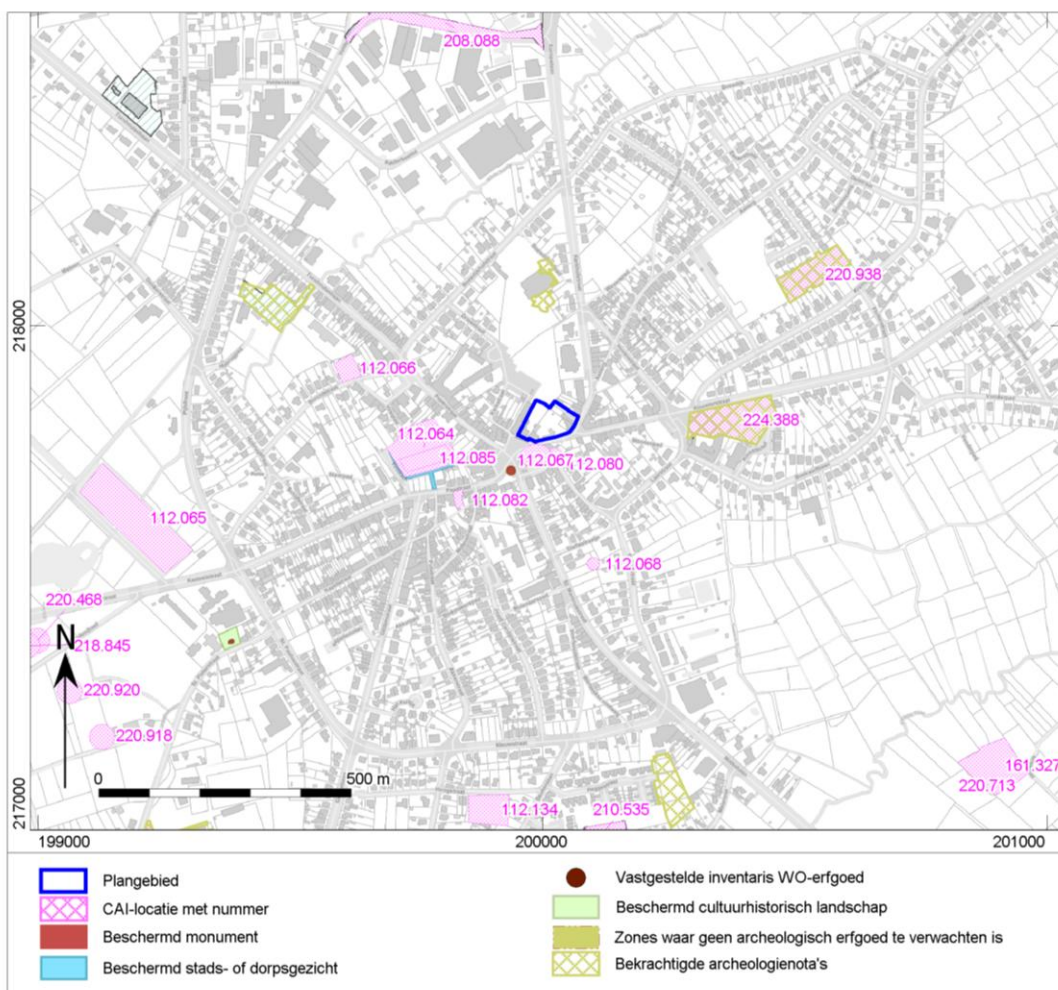 208.088
220.938
218000
112.066
224.388
112.064
112.085
112.067
112.080
112.082
112.065
112.068
220.468
N
218.845
220.920
220.918
0
500 m
161.327
220.713
112.134
210.535
217000
199000
200000
201000
Plangebied
CAI-locatie met nummer
Beschermd monument
Beschermd stads- of dorpsgezicht
Vastgestelde inventaris WO-erfgoed
Beschermd cultuurhistorisch landschap
Zones waar geen archeologisch erfgoed te verwachten is
Bekrachtigde archeologienota's